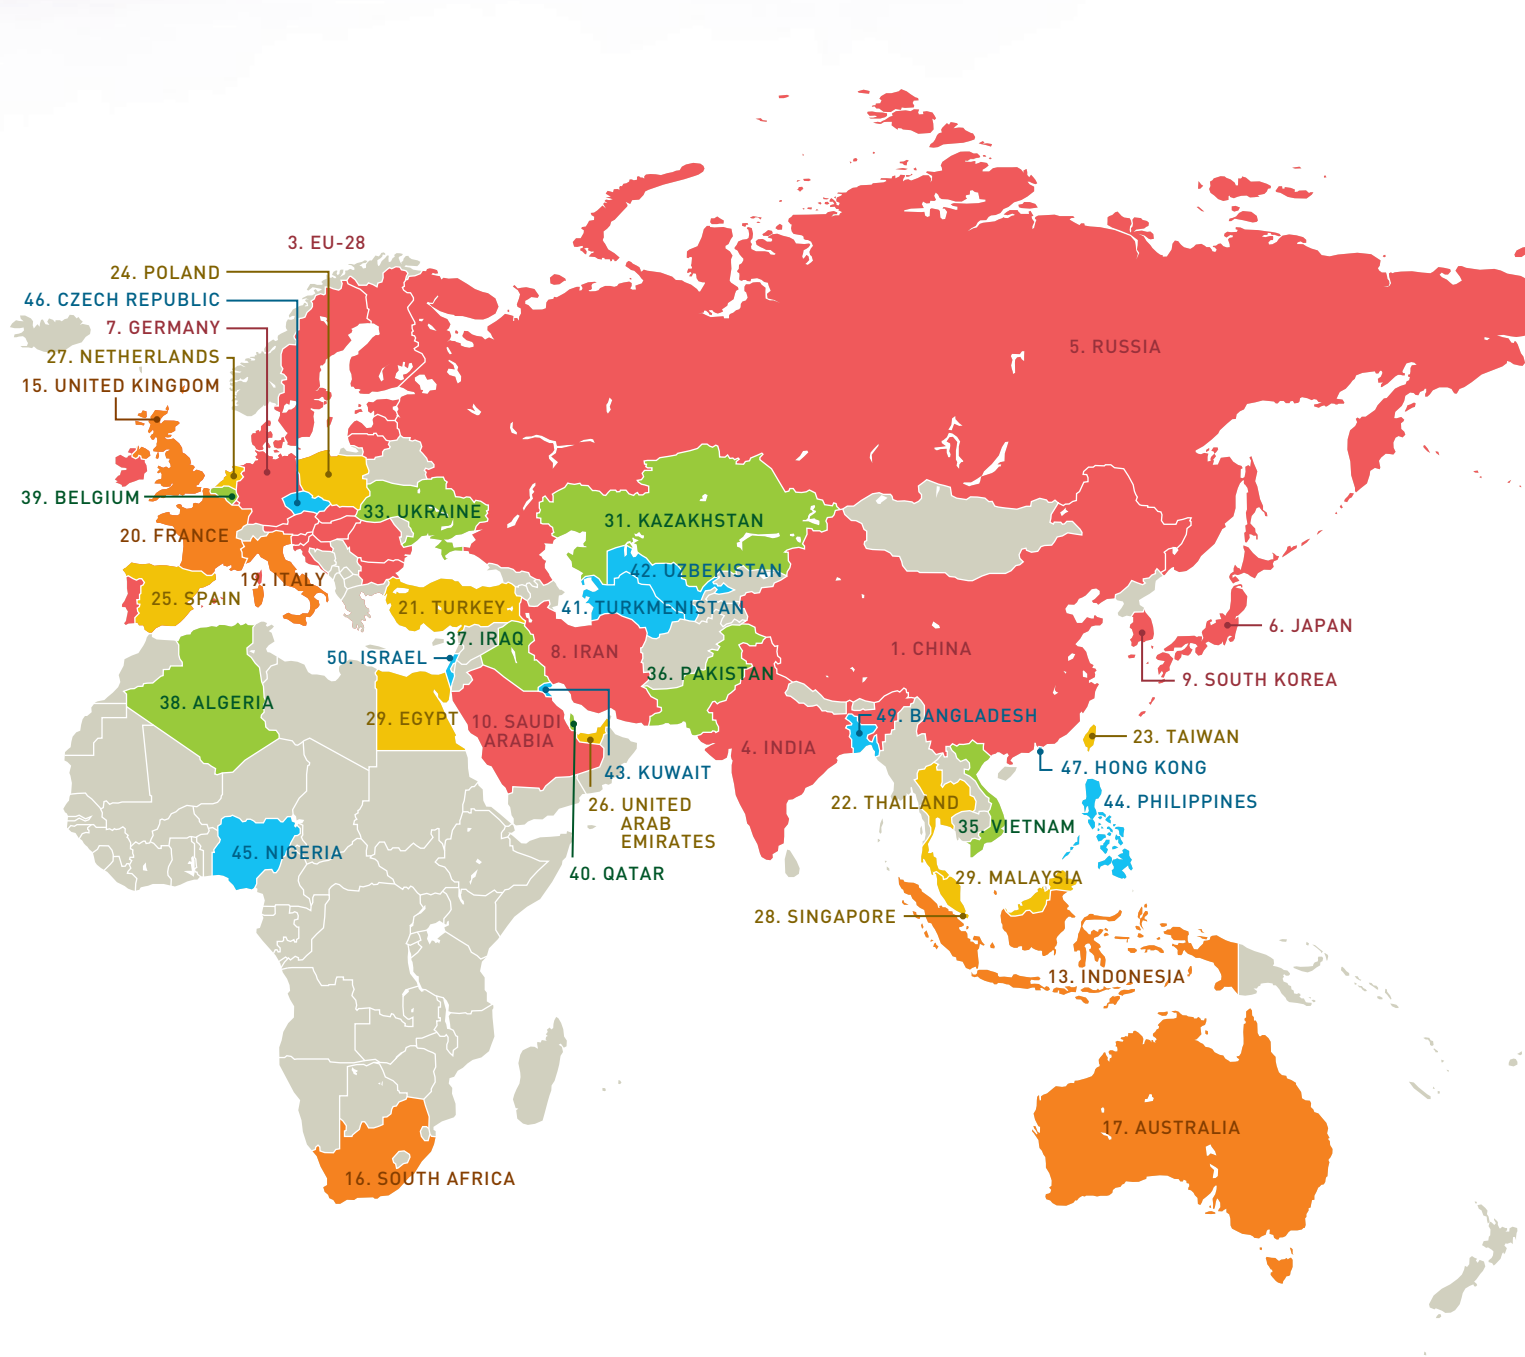 3. EU-28
24. POLAND
46. CZECH REPUBLIC
7. GERMANY
27. NETHERLANDS
15. UNITED KINGDOM
5. RUSSIA
39. BELGIUM
33. UKRAINE
31. KAZAKHSTAN
20. FRANCE
19. ITALY
42. UZBEKISTAN
25. SPAIN
21. TURKEY
41. TURKMENISTAN
6. JAPAN
37. IRAQ
8. IRAN
1. CHINA
50. ISRAEL
36. PAKISTAN
9. SOUTH KOREA
38. ALGERIA
29. EGYPT
10. SAUDI
ARABIA
49. BANGLADESH
4. INDIA
23. TAIWAN
43. KUWAIT
47. HONG KONG
26. UNITED
ARAB
EMIRATES
22. THAILAND
44. PHILIPPINES
35. VIETNAM
45. NIGERIA
40. QATAR
29. MALAYSIA
28. SINGAPORE
13. INDONESIA
17. AUSTRALIA
16. SOUTH AFRICA